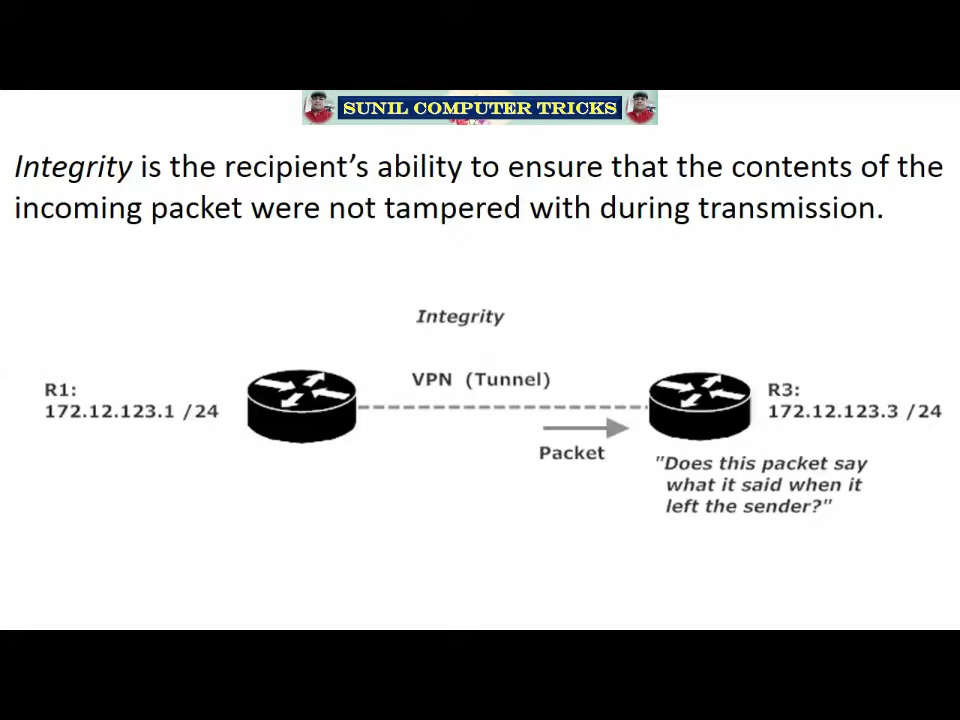 SUNIL COMPUTER TRICKS
Integrity is the recipient’s ability to ensure that the contents of the
incoming packet were not tampered with during transmission.
Integrity
VPN (Tunnel)
R1:
172.12.123.1 /24
R3:
172.12.123.3 /24
Packet
"Does this packet say
what it said when it
left the sender?"